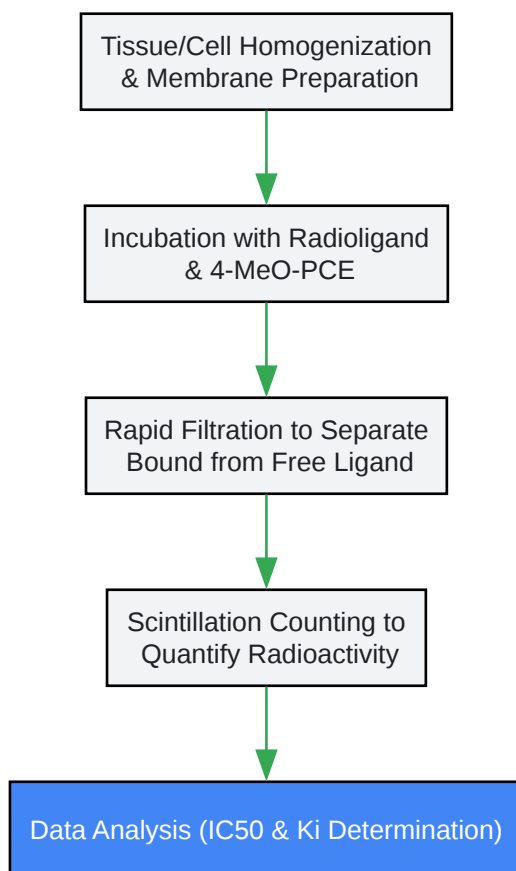 Tissue/Cell Homogenization
& Membrane Preparation
Incubation with Radioligand
& 4-MeO-PCE
Rapid Filtration to Separate
Bound from Free Ligand
Scintillation Counting to
Quantify Radioactivity
Data Analysis (IC50 & Ki Determination)